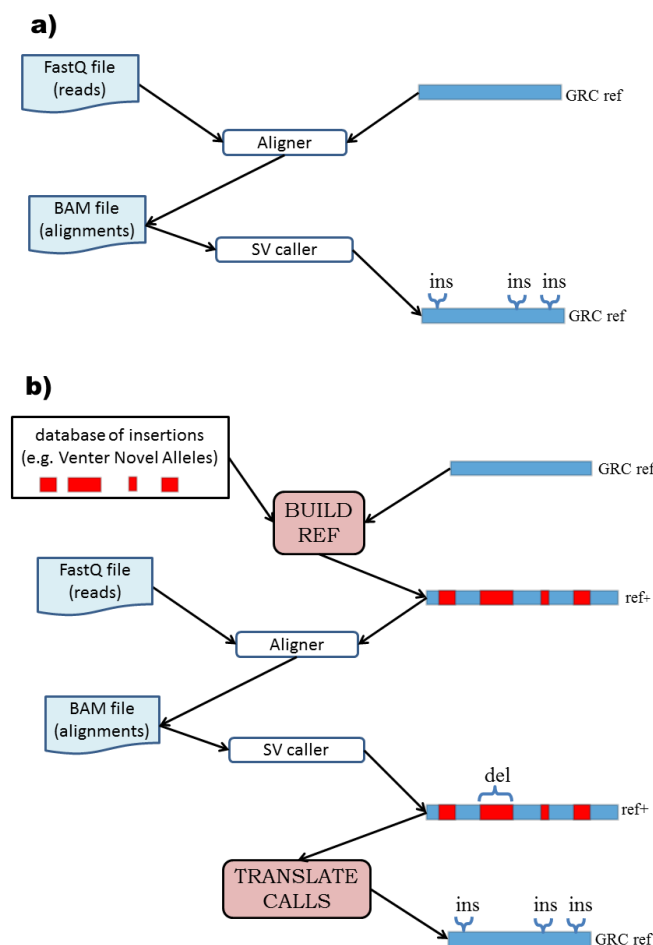 a)
FastQ file
(reads)
GRC ref
Aligner
BAM file
(alignments)
SV caller
ins ins ins
GRC ref
b)
database of insertions
(e.g. Venter Novel Alleles)
GRC ref
BUILD
REF
FastQ file
(reads)
ref+
Aligner
BAM file
(alignments)
SV caller
del
ref+
TRANSLATE
CALLS
ins ins ins
GRC ref